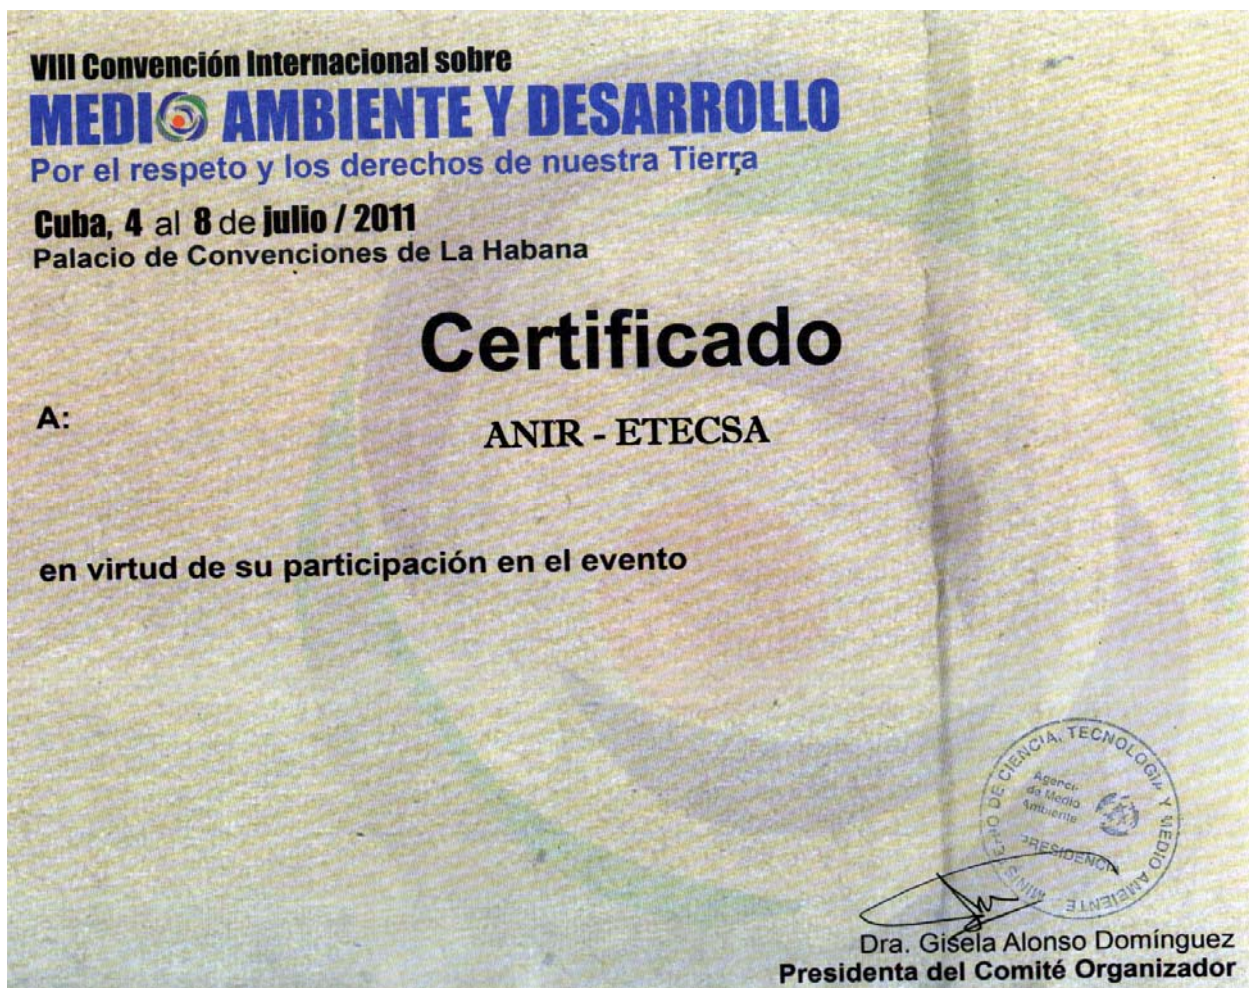 VIII Convención Internacional sobre
MEDIO AMBIENTE Y DESARROLLO
Por el respeto y los derechos de nuestra Tierra
Cuba, 4 al 8 de julio / 2011
Palacio de Convenciones de La Habana
Certificado
A:
ANIR - ETECSA
en virtud de su participación en el evento
MINISTERIO DE CIENCIA, TECNOLOGIA Y MEDIO AMBIENTE
Agencia
de Medio
Ambiente
PRESIDENCIA
Dra. Gisela Alonso Domínguez
Presidenta del Comité Organizador